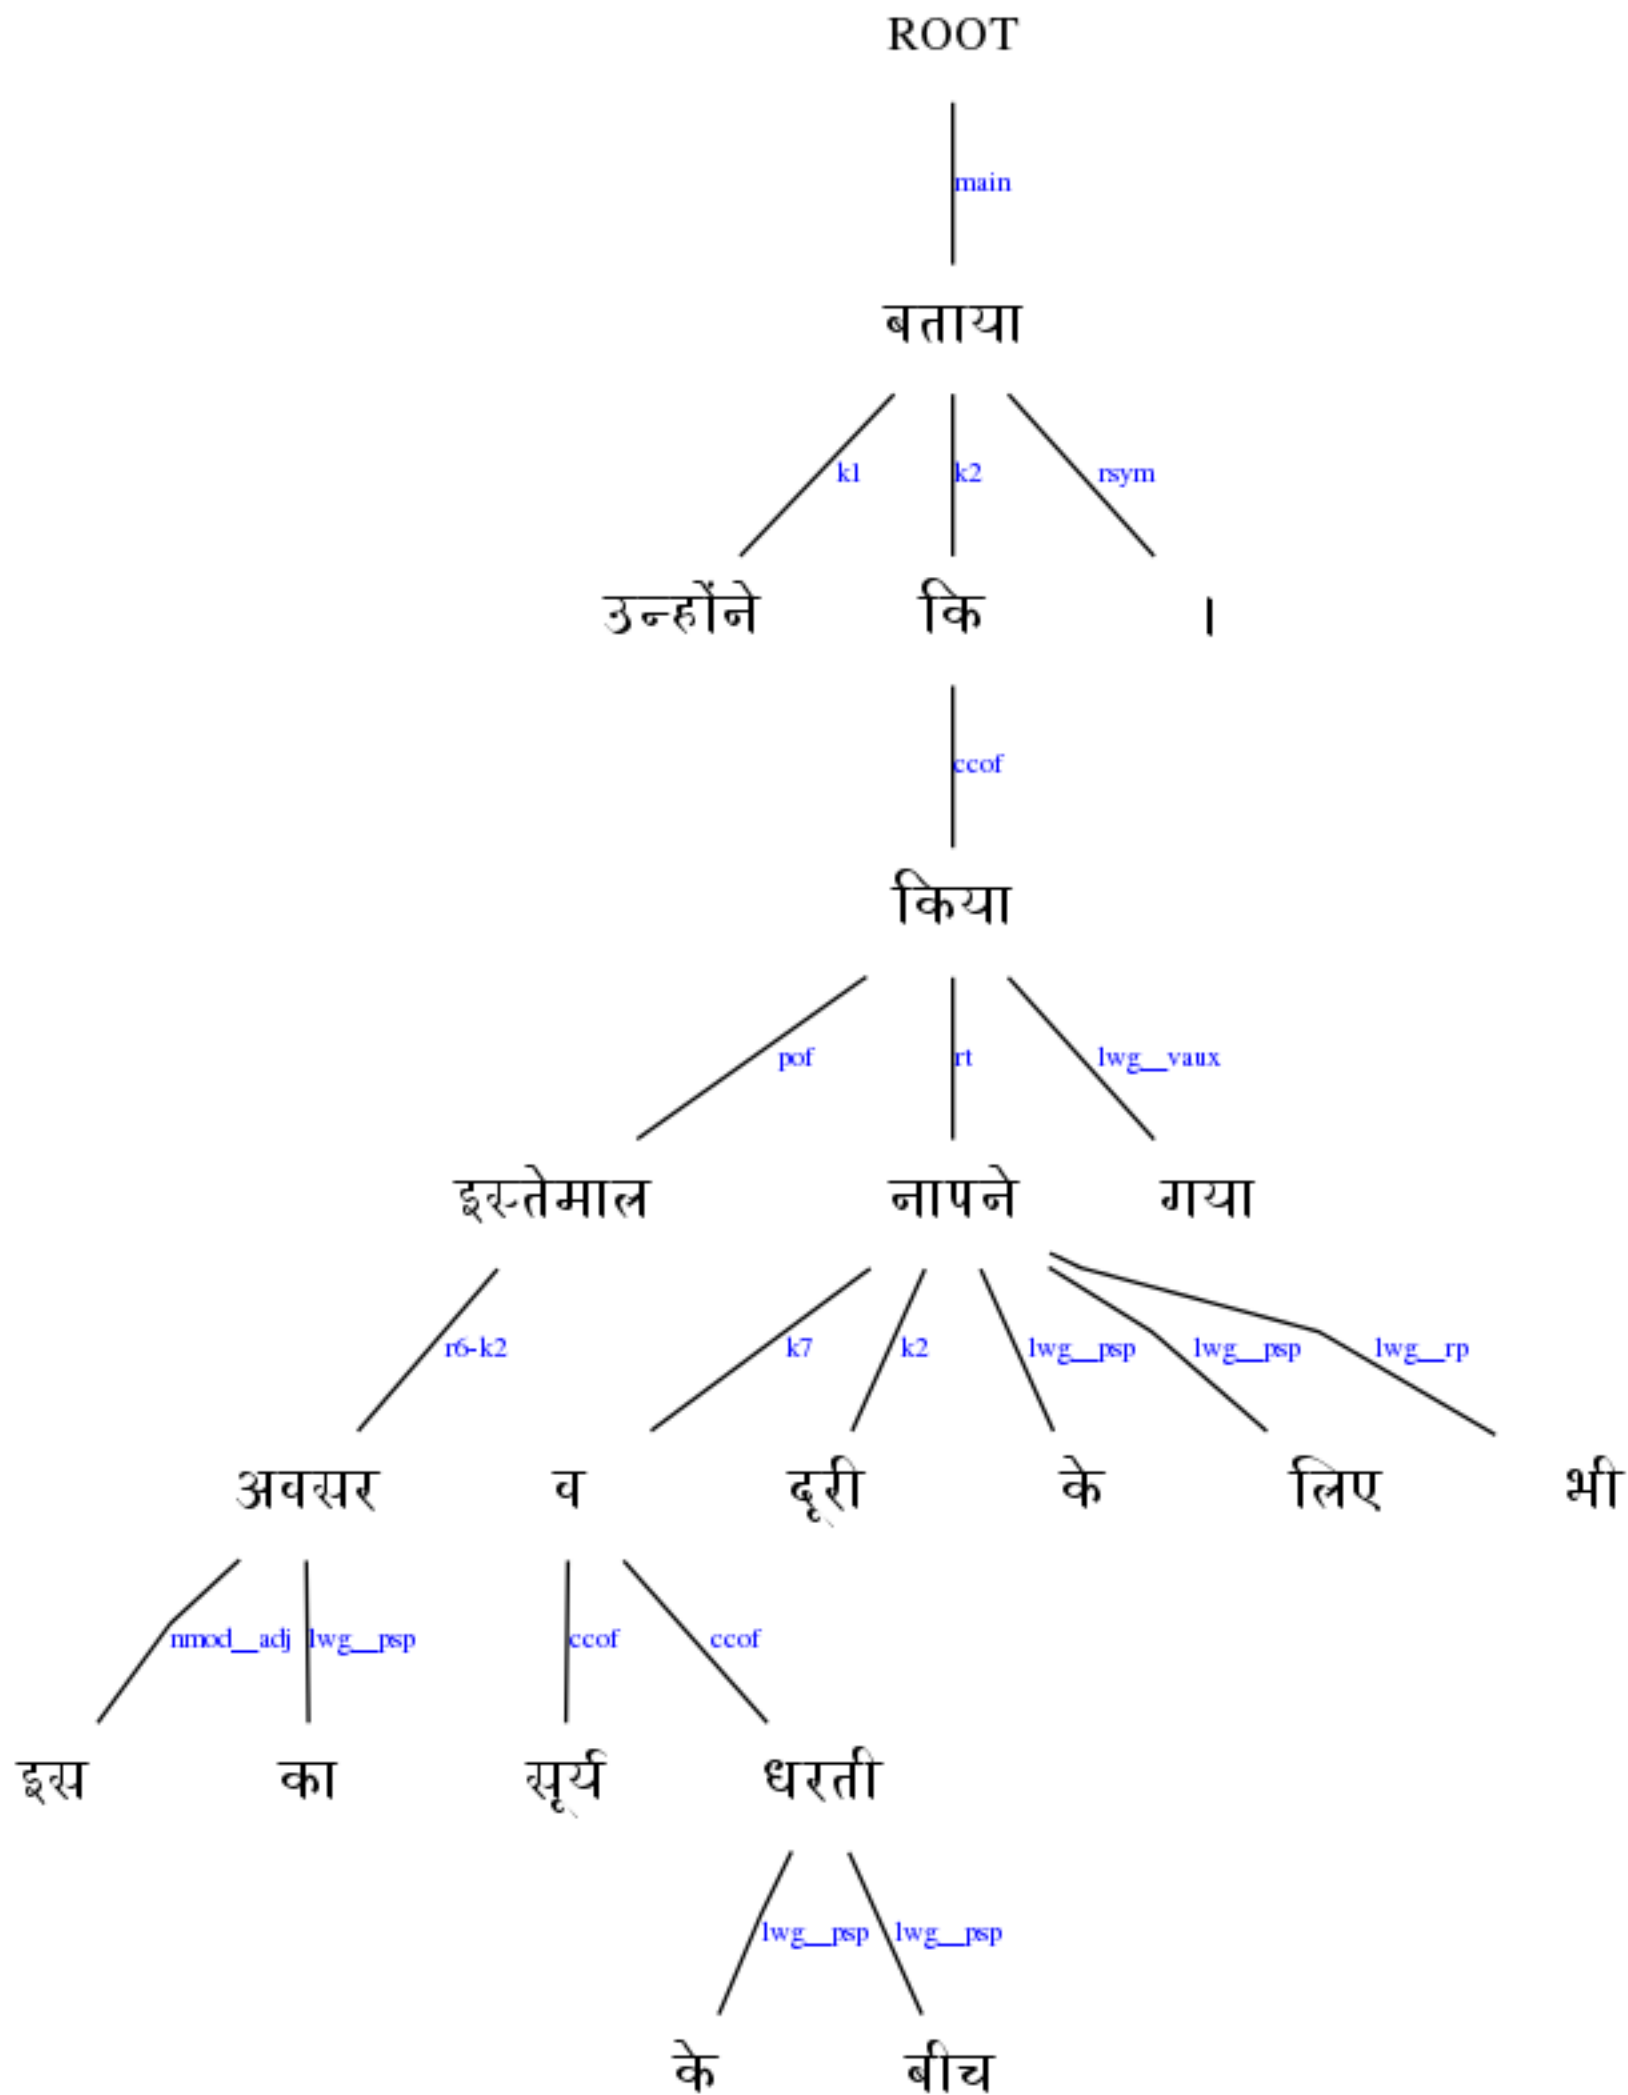 ROOT
main
बताया
k1 k2 rsym
उन्होंने कि ।
ccof
किया
pof rt lwg__vaux
इस्तेमाल नापने गया
r6-k2 k7 k2 lwg__psp lwg__psp lwg__rp
अवसर व दूरी के लिए भी
nmod__adj lwg__psp ccof ccof
इस का सूर्य धरती
lwg__psp lwg__psp
के बीच